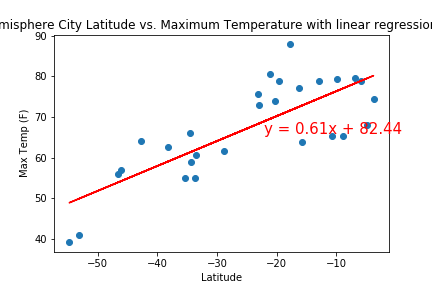 misphere City Latitude vs. Maximum Temperature with linear regression
90
80
70
60
50
40
Max Temp (F)
y = 0.61x + 82.44
−50 −40 −30 −20 −10
Latitude